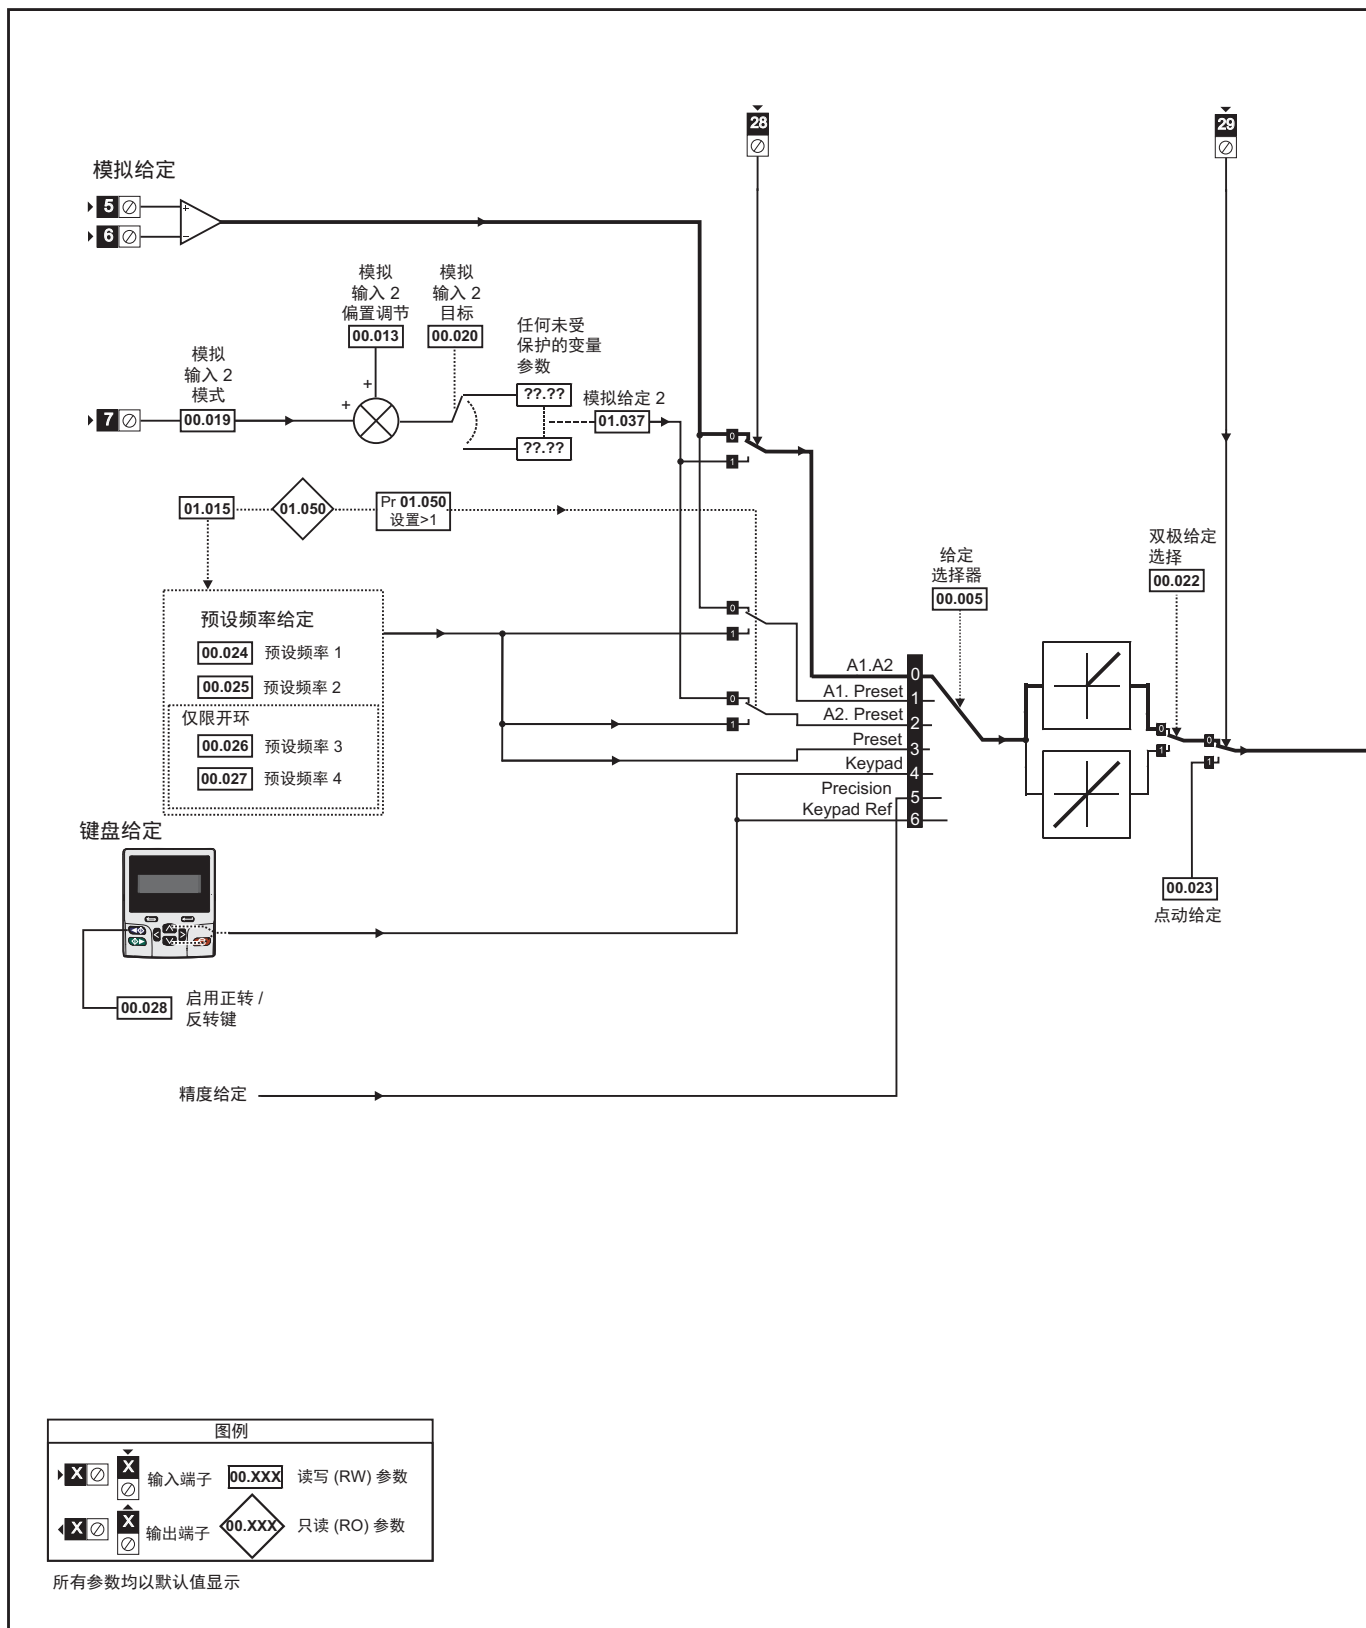 28
29
模拟给定
5
+
6
−
模拟
输入 2
偏置调节
00.013
模拟
输入 2
目标
00.020
任何未受
保护的变量
参数
模拟
输入 2
模式
+
+
??.??
模拟给定 2
7
00.019
01.037
??.??
0
1
01.015
01.050
Pr 01.050
设置>1
给定
选择器
00.005
双极给定
选择
00.022
预设频率给定
00.024 预设频率 1
00.025 预设频率 2
仅限开环
00.026 预设频率 3
00.027 预设频率 4
0
1
0
1
A1.A2 0
A1. Preset 1
A2. Preset 2
Preset 3
Keypad 4
Precision 5
Keypad Ref 6
0
1
0
1
键盘给定
00.023
点动给定
00.028
启用正转 /
反转键
精度给定
图例
X X 输入端子 00.XXX 读写 (RW) 参数
X X 输出端子 00.XXX 只读 (RO) 参数
所有参数均以默认值显示